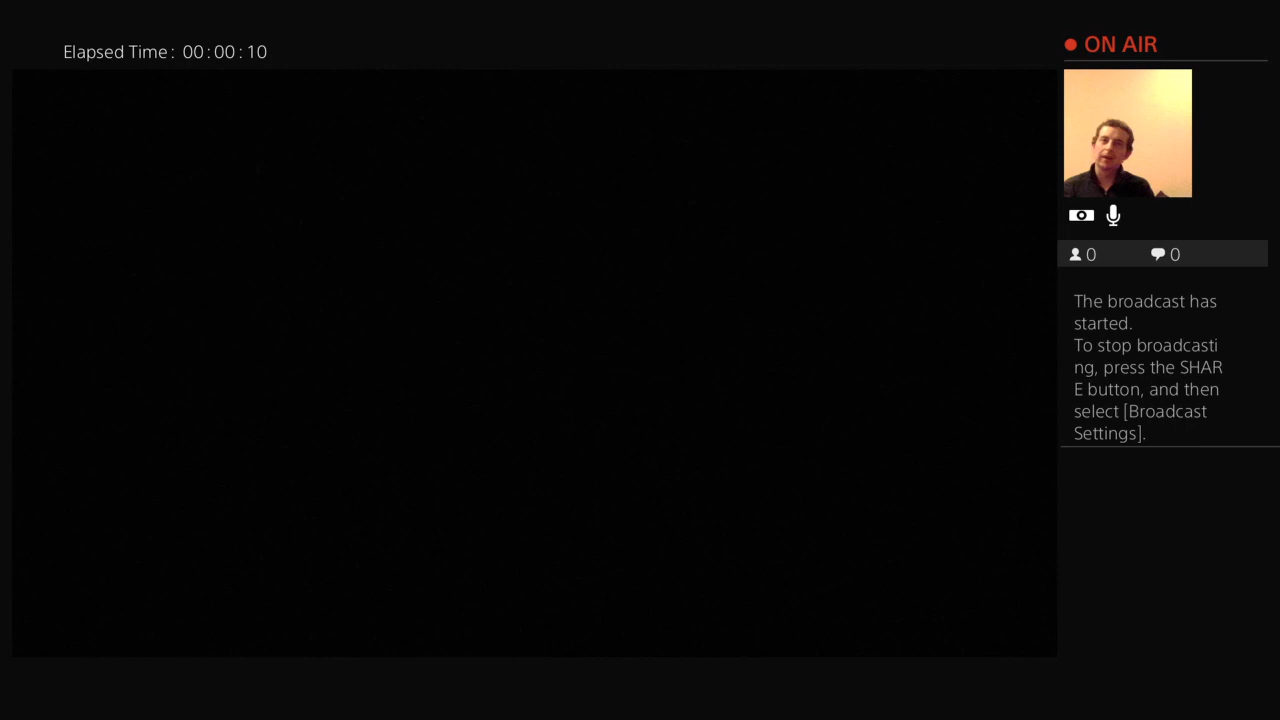 Elapsed Time: 00:00:10
ON AIR
0 0
The broadcast has
started.
To stop broadcasti
ng, press the SHAR
E button, and then
select [Broadcast
Settings].